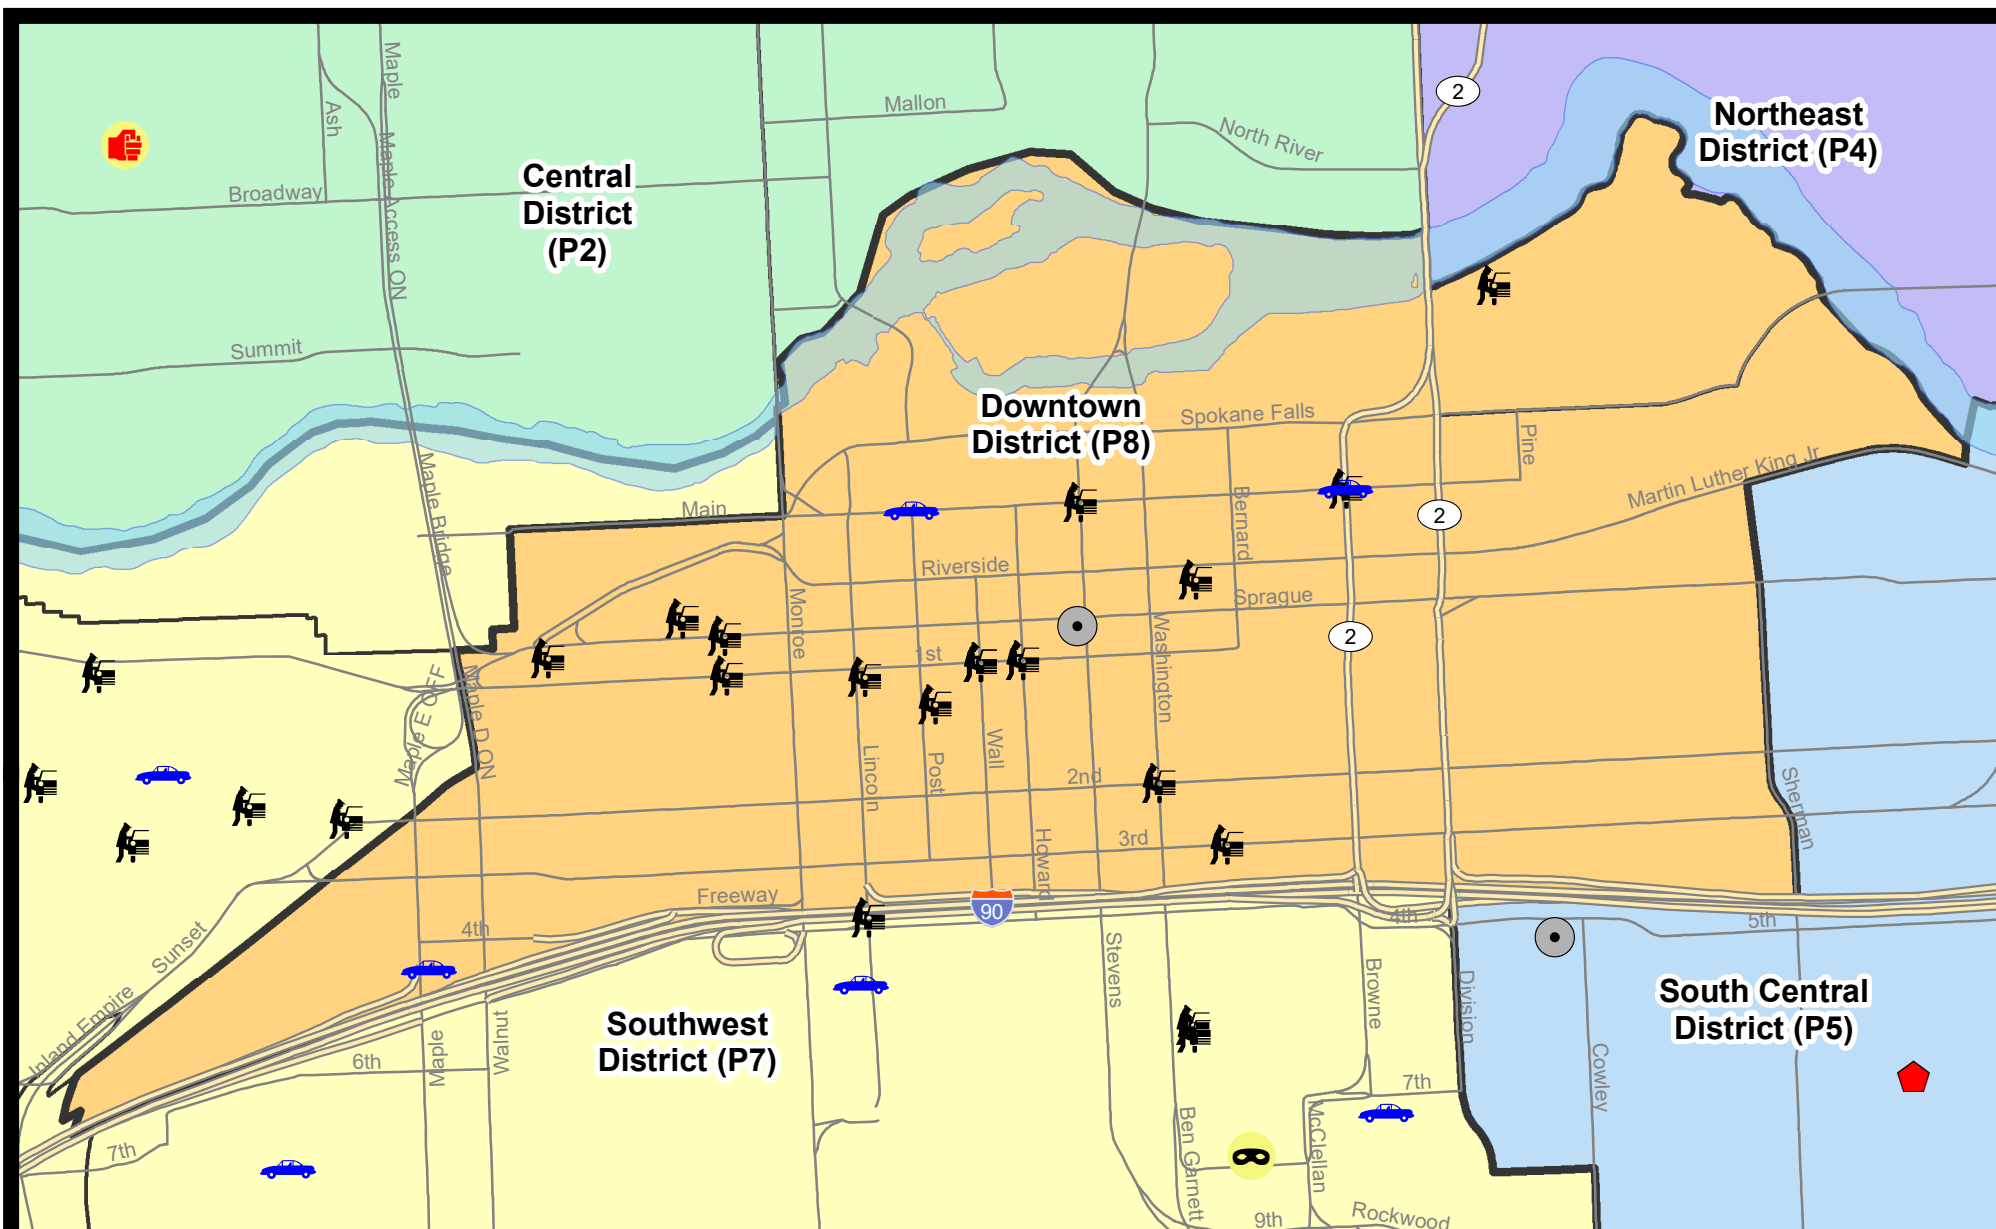 Maple
Ash
Maple Access ON
Mallon
North River
2
Northeast
District (P4)
Central
District
(P2)
Broadway
Summit
Downtown
District (P8)
Spokane Falls
Pine
Martin Luther King Jr
Main
Maple Bridge
Bernard
2
Riverside
Sprague
2
Monroe
1st
Washington
Maple E OFF
Maple D ON
Wall
Post
Lincoln
2nd
3rd
Howard
Sherman
Freeway
90
4th
4th
5th
Sunset
Inland Empire
Stevens
Browne
Division
South Central
District (P5)
Southwest
District (P7)
Walnut
Maple
6th
Cowley
7th
7th
Ben Garnett
McClellan
9th
Rockwood